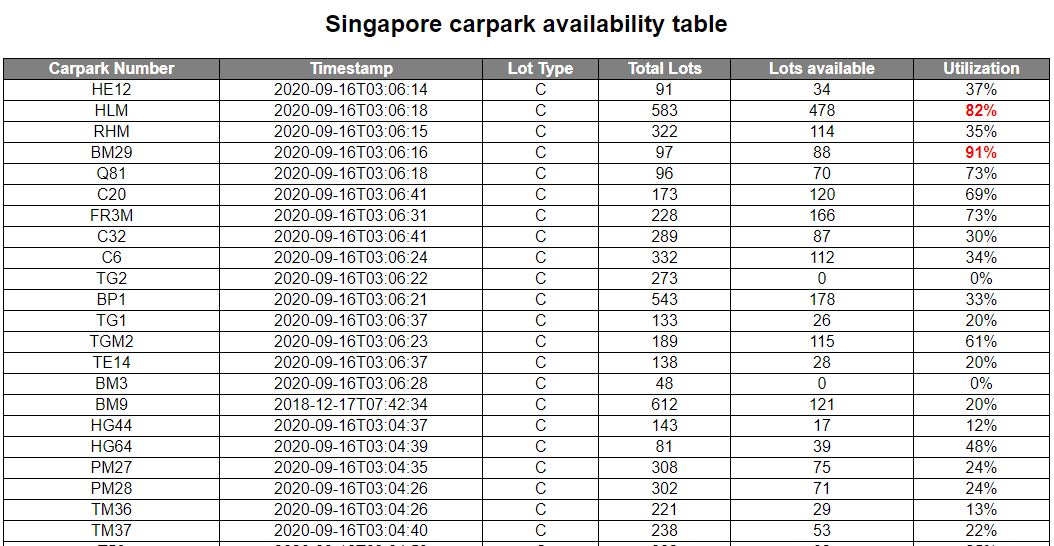 Singapore carpark availability table
Carpark Number Timestamp Lot Type Total Lots Lots available Utilization
HE12 2020-09-16T03:06:14 C 91 34 37%
HLM 2020-09-16T03:06:18 C 583 478 82%
RHM 2020-09-16T03:06:15 C 322 114 35%
BM29 2020-09-16T03:06:16 C 97 88 91%
Q81 2020-09-16T03:06:18 C 96 70 73%
C20 2020-09-16T03:06:41 C 173 120 69%
FR3M 2020-09-16T03:06:31 C 228 166 73%
C32 2020-09-16T03:06:41 C 289 87 30%
C6 2020-09-16T03:06:24 C 332 112 34%
TG2 2020-09-16T03:06:22 C 273 0 0%
BP1 2020-09-16T03:06:21 C 543 178 33%
TG1 2020-09-16T03:06:37 C 133 26 20%
TGM2 2020-09-16T03:06:23 C 189 115 61%
TE14 2020-09-16T03:06:37 C 138 28 20%
BM3 2020-09-16T03:06:28 C 48 0 0%
BM9 2018-12-17T07:42:34 C 612 121 20%
HG44 2020-09-16T03:04:37 C 143 17 12%
HG64 2020-09-16T03:04:39 C 81 39 48%
PM27 2020-09-16T03:04:35 C 308 75 24%
PM28 2020-09-16T03:04:26 C 302 71 24%
TM36 2020-09-16T03:04:26 C 221 29 13%
TM37 2020-09-16T03:04:40 C 238 53 22%